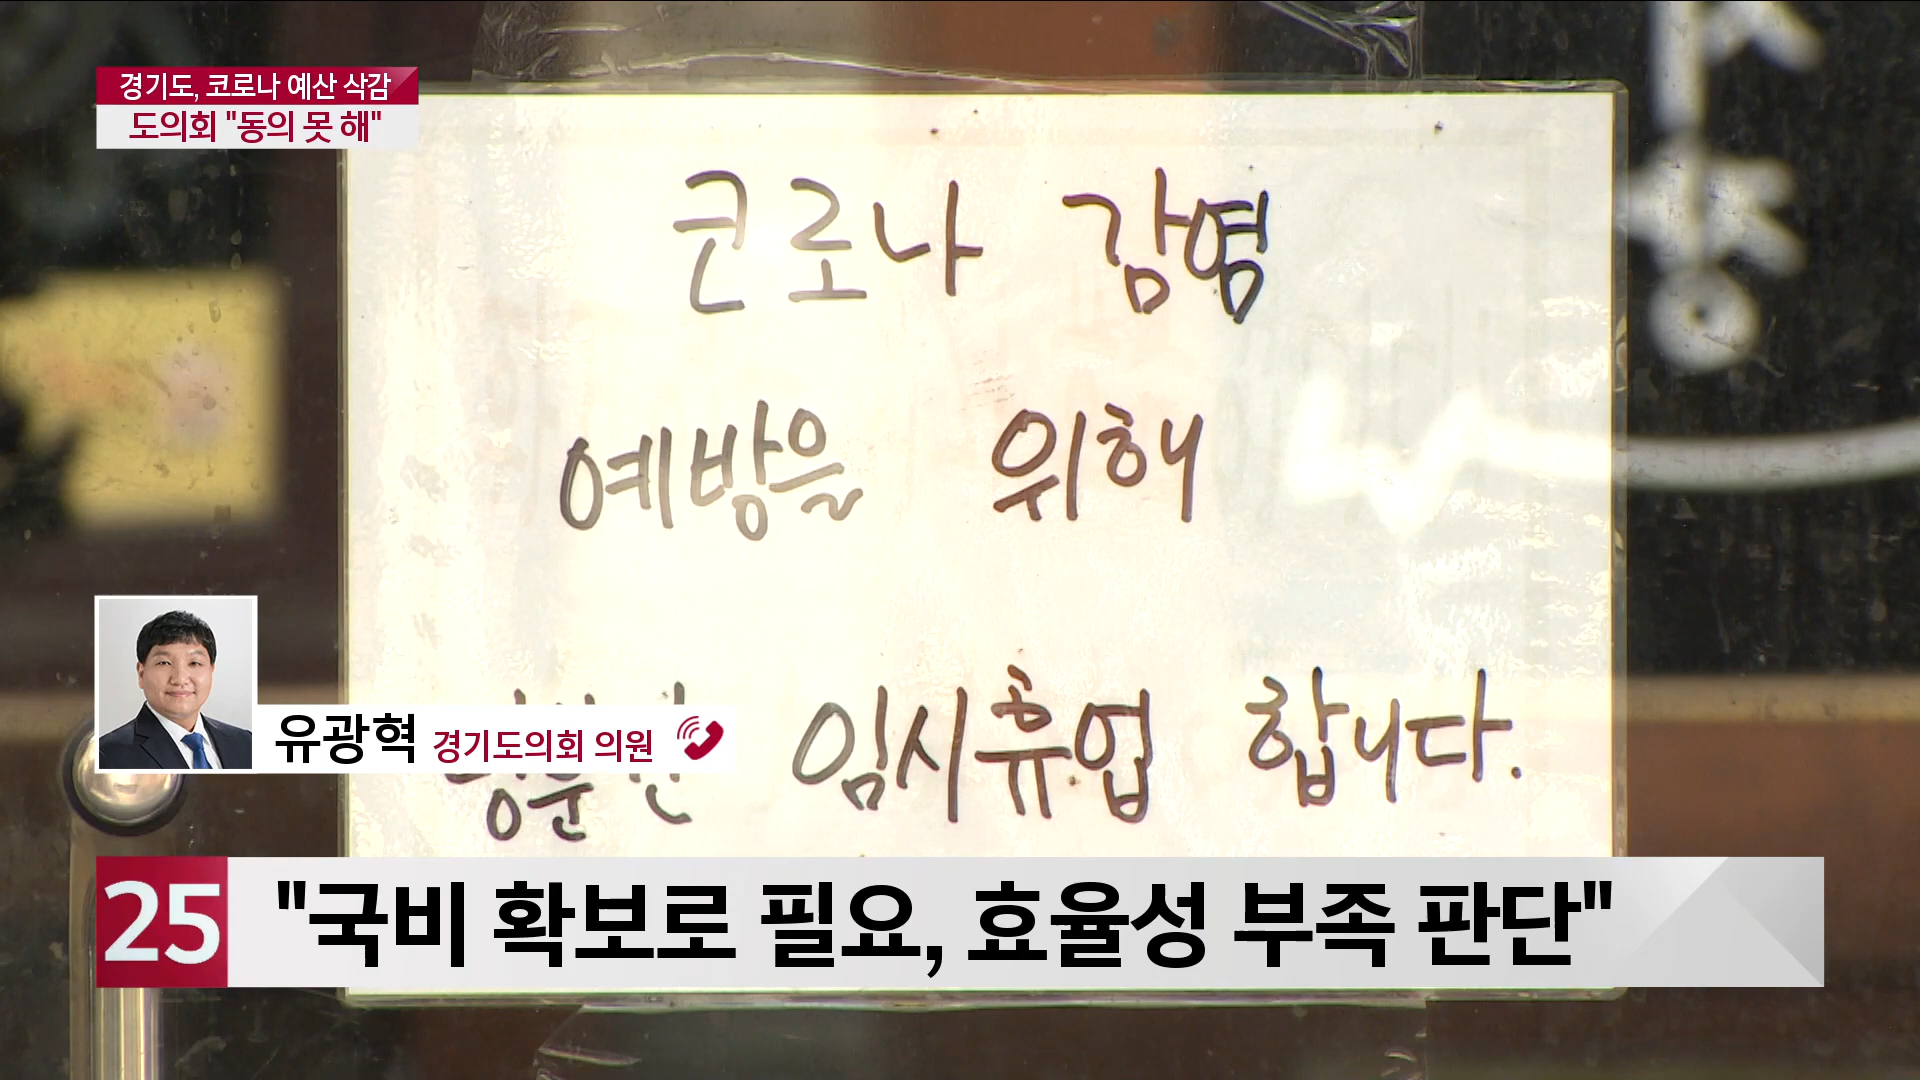 경기도, 코로나 예산 삭감
도의회 "동의 못 해"
코로나 감염
예방을 위해
임시휴업 합니다.
유광혁 경기도의회 의원
25 "국비 확보로 필요, 효율성 부족 판단"